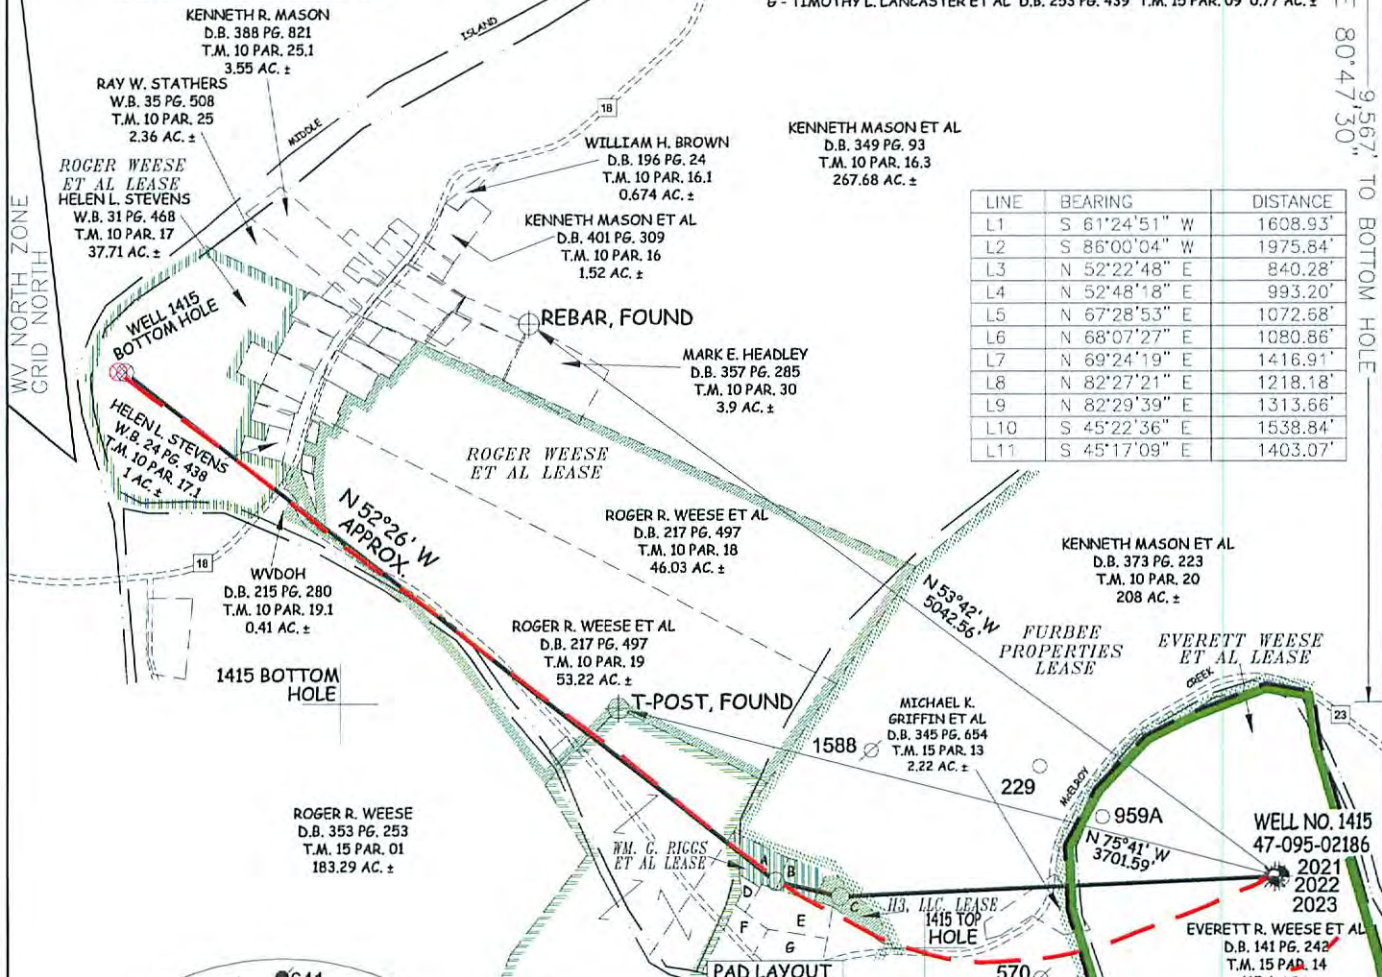 G - TIMOTHY L. LANCASTER ET AL D.B. 253 PG. 439 T.M. 15 PAR. 09 0.77 AC. ±
KENNETH R. MASON
D.B. 388 PG. 821
T.M. 10 PAR. 25.1
3.55 AC. ±
RAY W. STATHERS
W.B. 35 PG. 508
T.M. 10 PAR. 25
2.36 AC. ±
ROGER WEESE
ET AL LEASE
HELEN L. STEVENS
W.B. 31 PG. 468
T.M. 10 PAR. 17
37.71 AC. ±
WV NORTH ZONE
GRID NORTH
MIDDLE
ISLAND
18
WILLIAM H. BROWN
D.B. 196 PG. 24
T.M. 10 PAR. 16.1
0.674 AC. ±
KENNETH MASON ET AL
D.B. 401 PG. 309
T.M. 10 PAR. 16
1.52 AC. ±
KENNETH MASON ET AL
D.B. 349 PG. 93
T.M. 10 PAR. 16.3
267.68 AC. ±
80°47'30"
9,567' TO BOTTOM HOLE
LINE BEARING DISTANCE
L1 S 61°24'51" W 1608.93'
L2 S 86°00'04" W 1975.84'
L3 N 52°22'48" E 840.28'
L4 N 52°48'18" E 993.20'
L5 N 67°28'53" E 1072.68'
L6 N 68°07'27" E 1080.86'
L7 N 69°24'19" E 1416.91'
L8 N 82°27'21" E 1218.18'
L9 N 82°29'39" E 1313.66'
L10 S 45°22'36" E 1538.84'
L11 S 45°17'09" E 1403.07'
WELL 1415
BOTTOM HOLE
REBAR, FOUND
MARK E. HEADLEY
D.B. 357 PG. 285
T.M. 10 PAR. 30
3.9 AC. ±
HELEN L. STEVENS
W.B. 24 PG. 438
T.M. 10 PAR. 17.1
1 AC. ±
ROGER WEESE
ET AL LEASE
N 52°26' W
APPROX.
ROGER R. WEESE ET AL
D.B. 217 PG. 497
T.M. 10 PAR. 18
46.03 AC. ±
18
WVDOH
D.B. 215 PG. 280
T.M. 10 PAR. 19.1
0.41 AC. ±
KENNETH MASON ET AL
D.B. 373 PG. 223
T.M. 10 PAR. 20
208 AC. ±
N 53°42' W
5042.56
ROGER R. WEESE ET AL
D.B. 217 PG. 497
T.M. 10 PAR. 19
53.22 AC. ±
FURBEE
PROPERTIES
LEASE
EVERETT WEESE
ET AL LEASE
1415 BOTTOM
HOLE
T-POST, FOUND
MICHAEL K.
GRIFFIN ET AL
D.B. 345 PG. 654
T.M. 15 PAR. 13
2.22 AC. ±
CREEK
23
1588
229
McELROY
959A
N 75°41' W
3701.59
WELL NO. 1415
47-095-02186
2021
2022
2023
ROGER R. WEESE
D.B. 353 PG. 253
T.M. 15 PAR. 01
183.29 AC. ±
WM. G. RIGGS
ET AL LEASE
A
B
C
D
E
F
G
H3, LLC. LEASE
1415 TOP
HOLE
EVERETT R. WEESE ET AL
D.B. 141 PG. 242
T.M. 15 PAR. 14
PAD LAYOUT
570